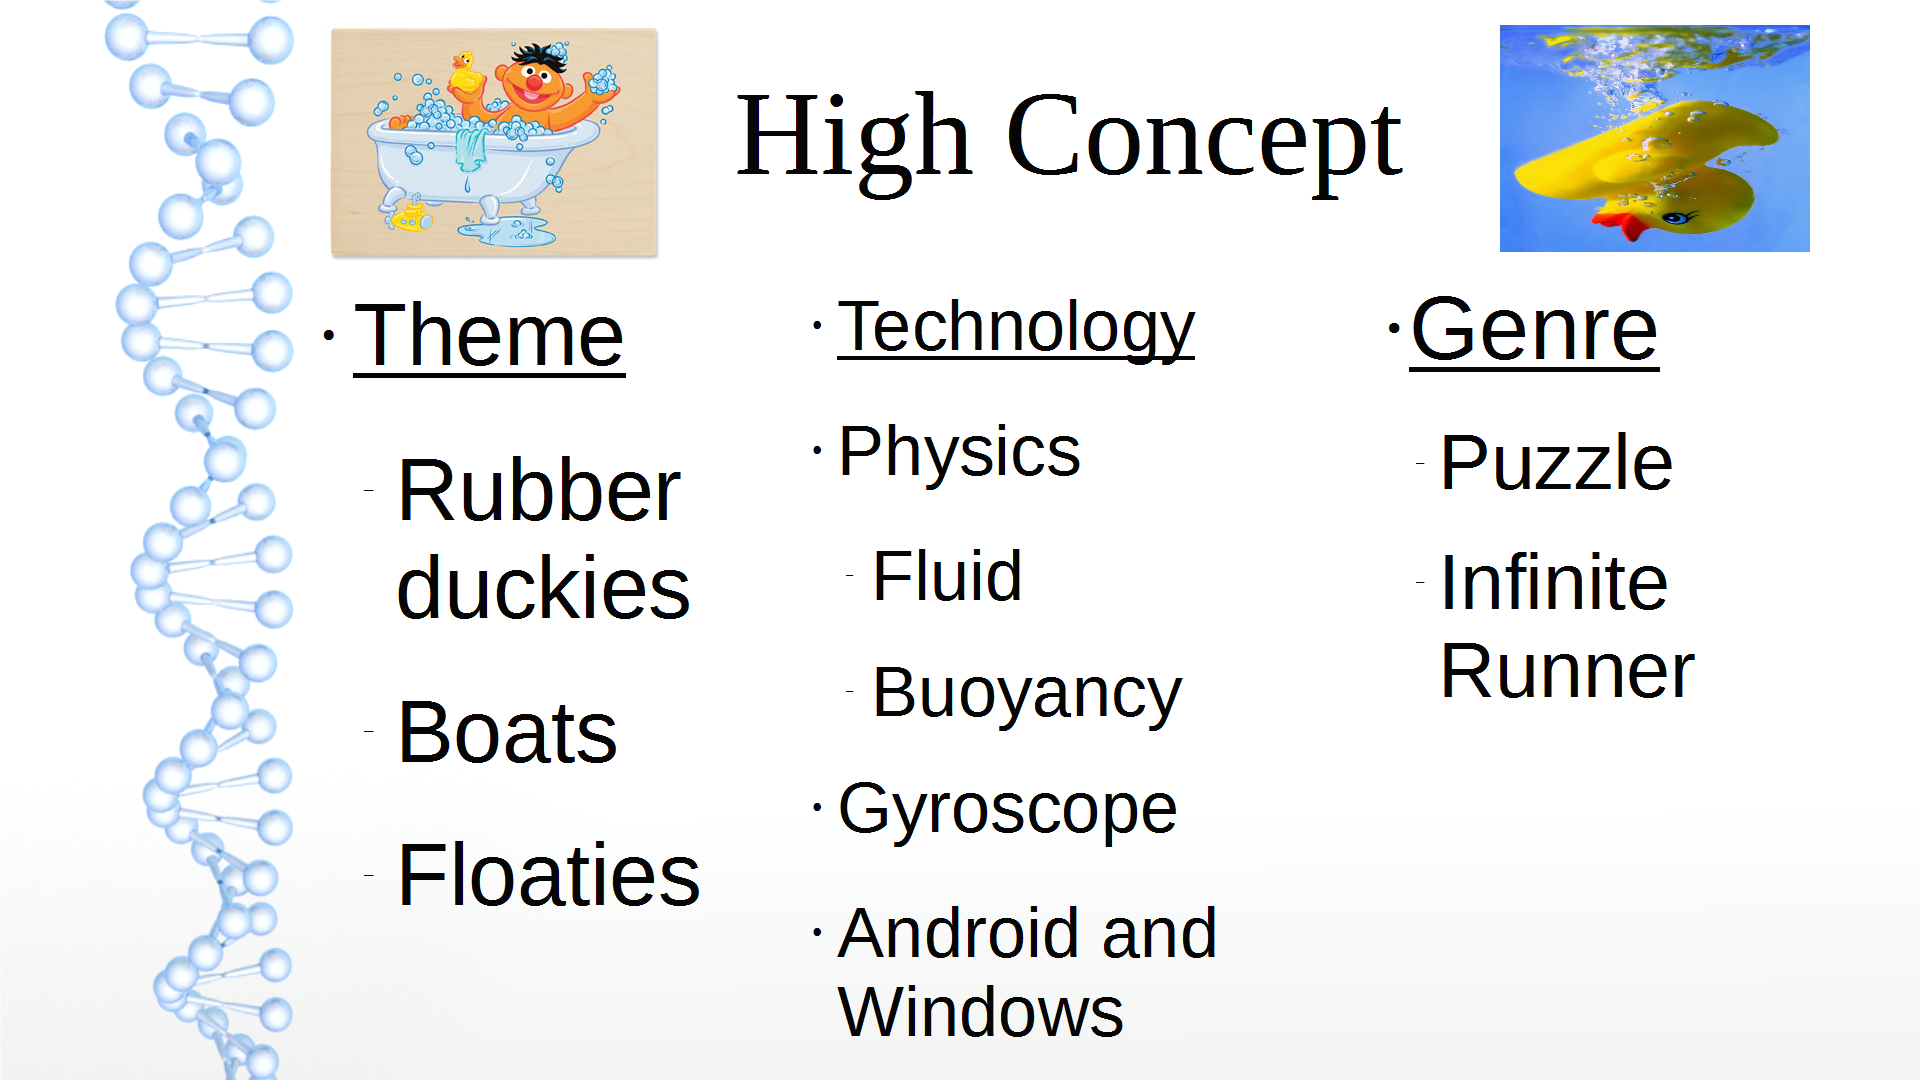 High Concept
• Theme
– Rubber
duckies
– Boats
– Floaties
• Technology
• Physics
– Fluid
– Buoyancy
• Gyroscope
• Android and
Windows
• Genre
– Puzzle
– Infinite
Runner